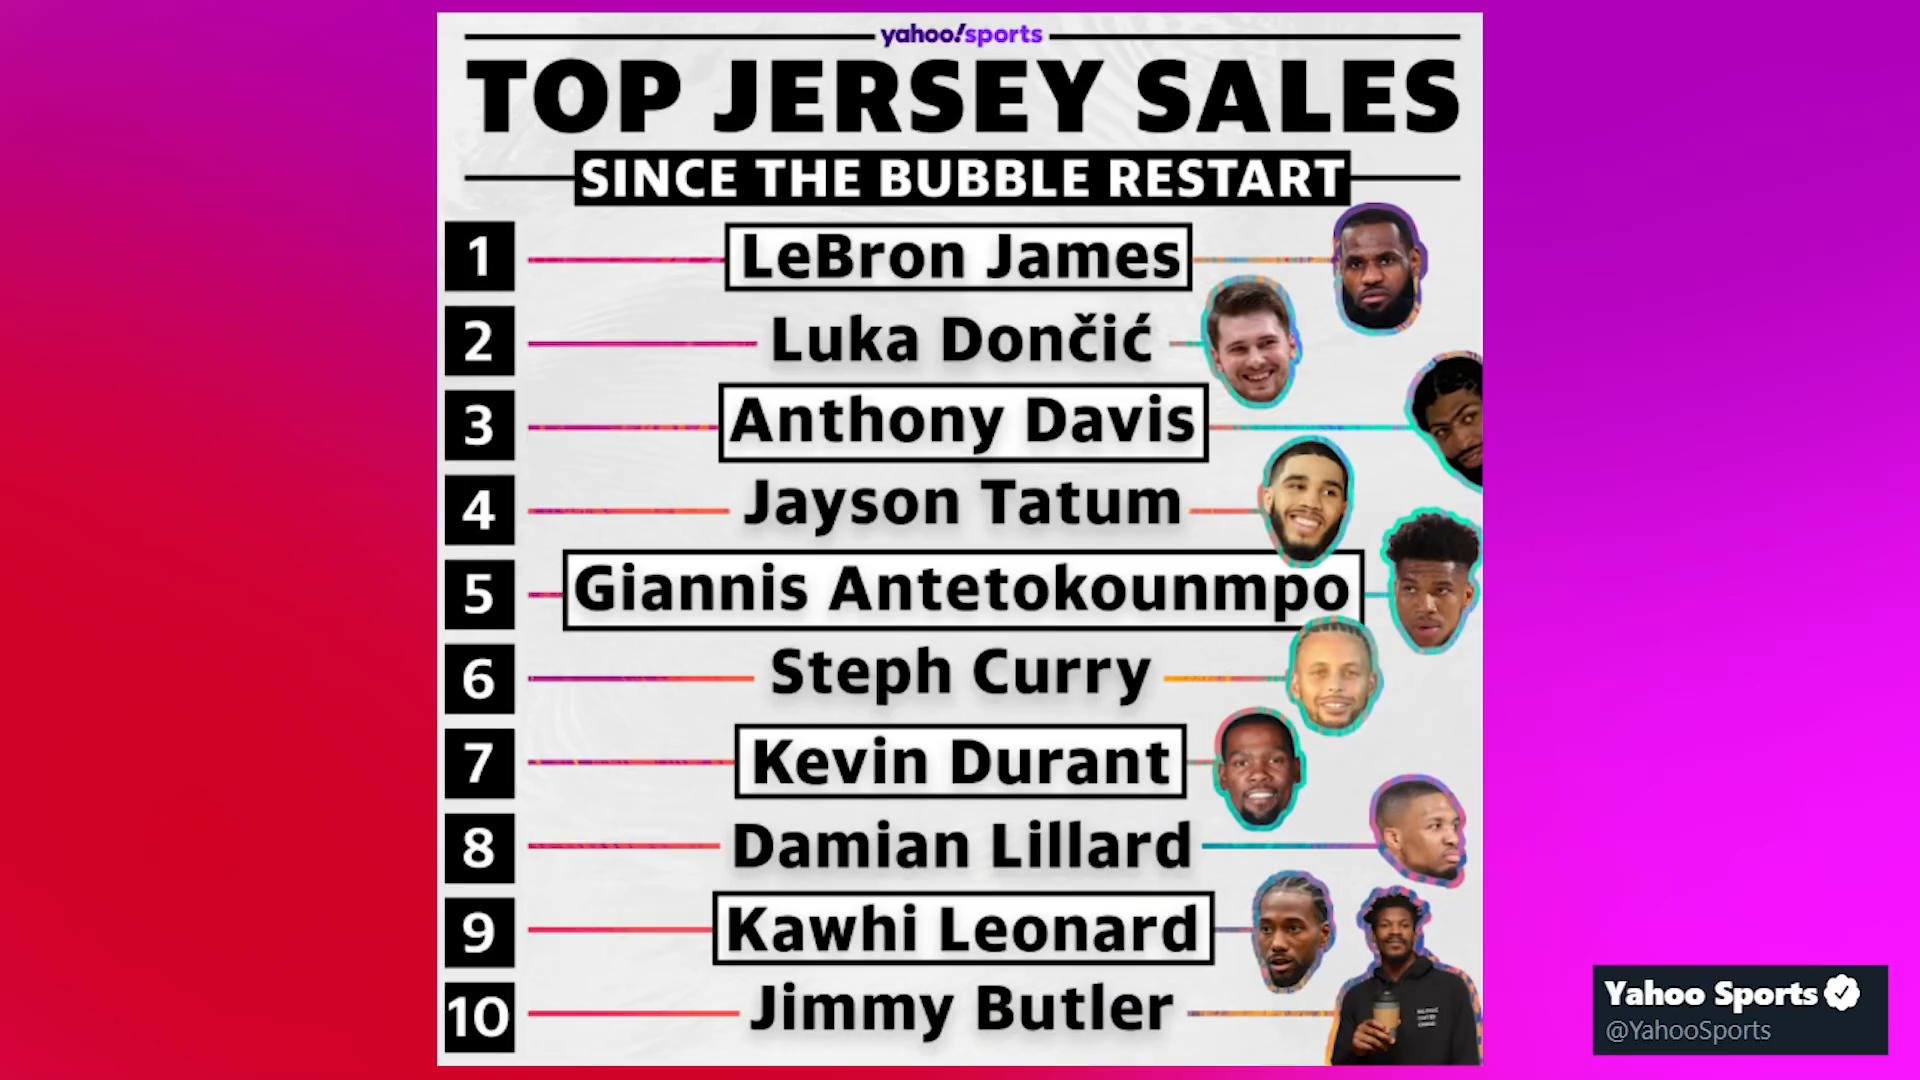 yahoo!sports
TOP JERSEY SALES
SINCE THE BUBBLE RESTART
1 LeBron James
2 Luka Dončić
3 Anthony Davis
4 Jayson Tatum
5 Giannis Antetokounmpo
6 Steph Curry
7 Kevin Durant
8 Damian Lillard
9 Kawhi Leonard
10 Jimmy Butler
Yahoo Sports
@YahooSports